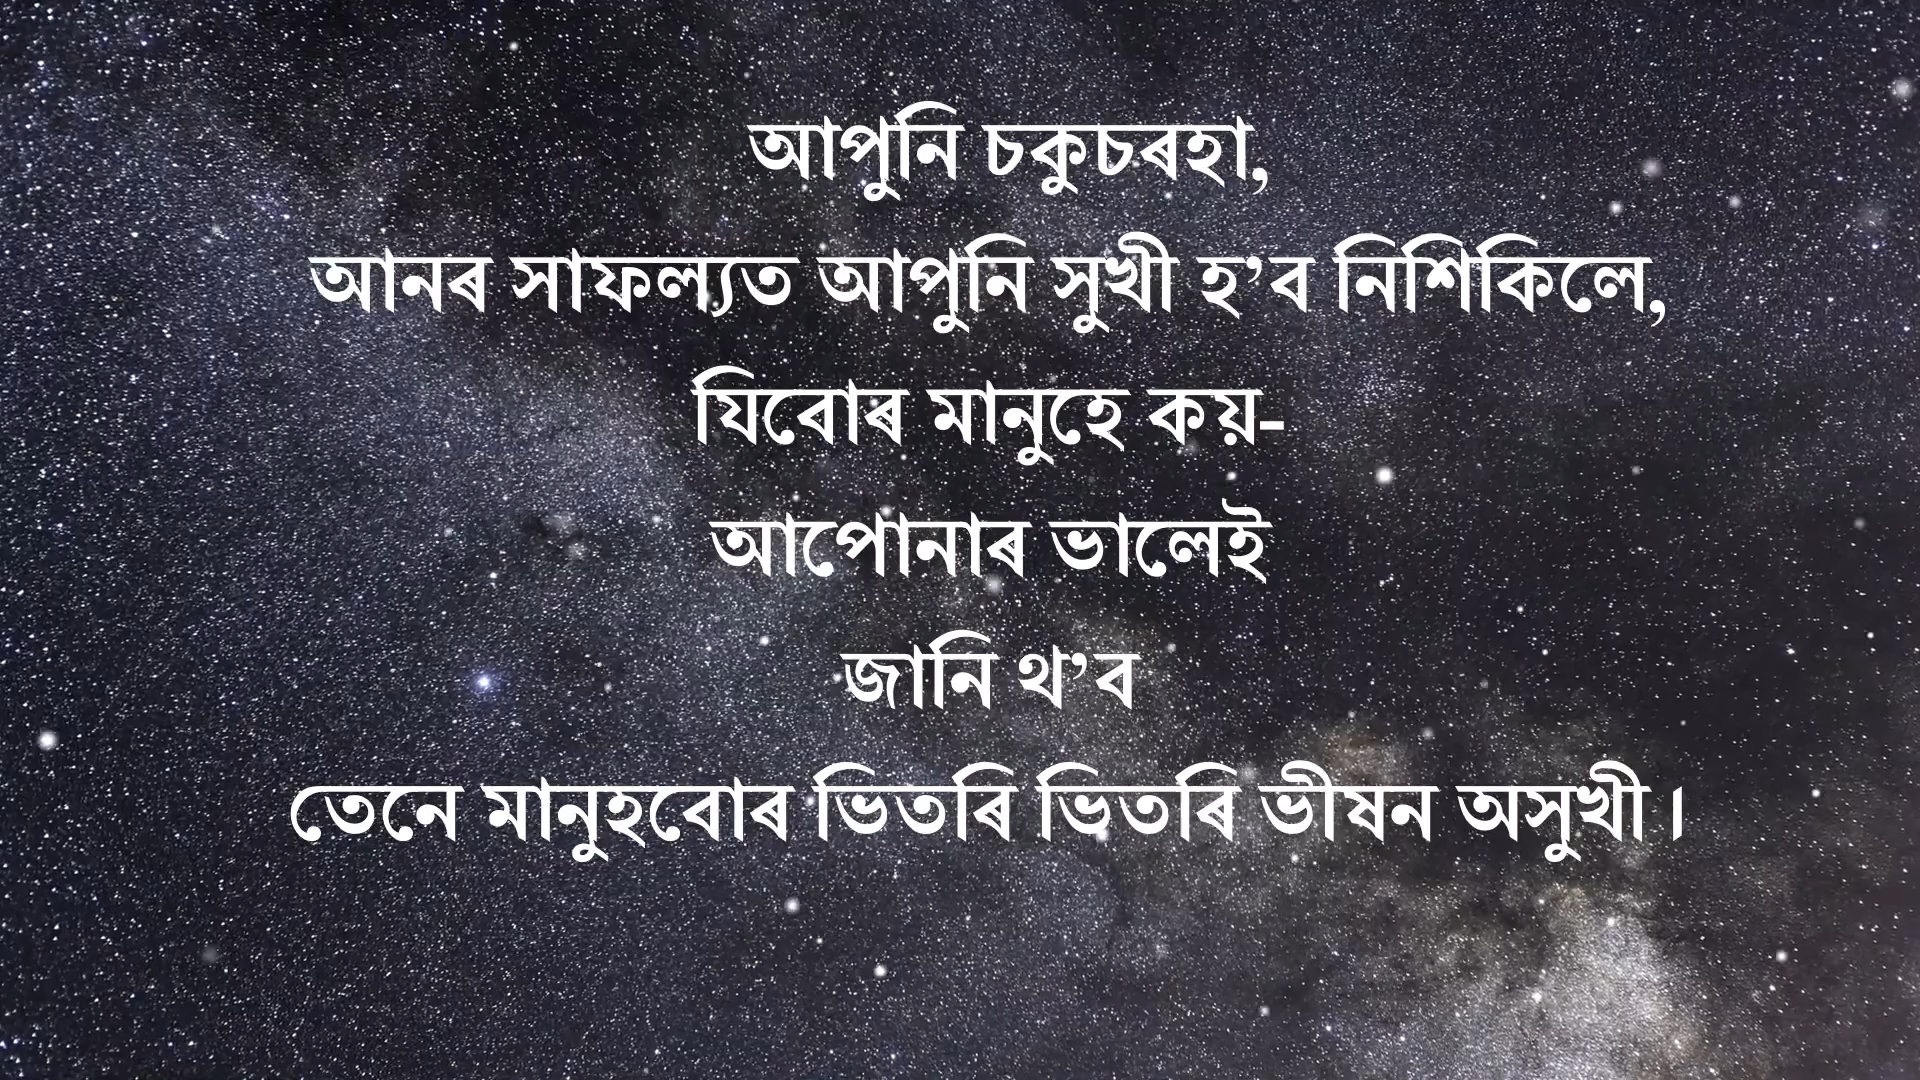 আপুনি চকুচৰহা,
আনৰ সাফল্যত আপুনি সুখী হ’ব নিশিকিলে,
যিবোৰ মানুহে কয়-
আপোনাৰ ভালেই
জানি থ’ব
তেনে মানুহবোৰ ভিতৰি ভিতৰি ভীষন অসুখী।